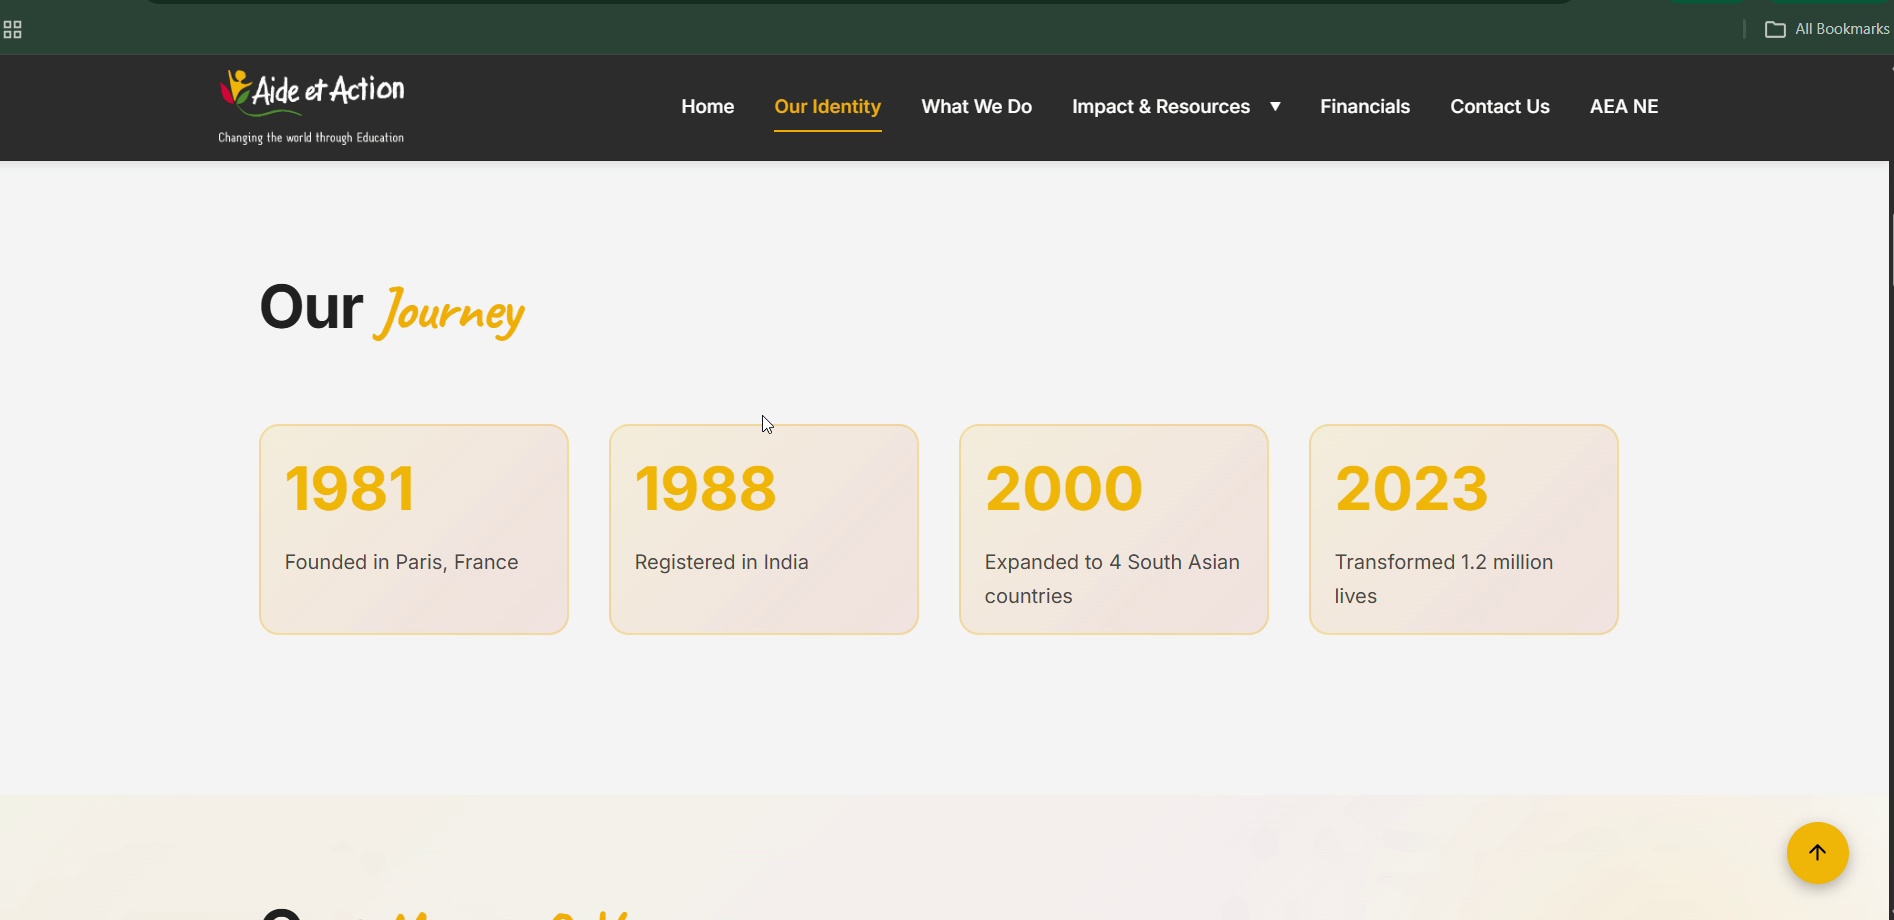 All Bookmarks
Aide et Action
Changing the world through Education
Home
Our Identity
What We Do
Impact & Resources ▼
Financials
Contact Us
AEA NE
Our Journey
1981
Founded in Paris, France
1988
Registered in India
2000
Expanded to 4 South Asian
countries
2023
Transformed 1.2 million
lives